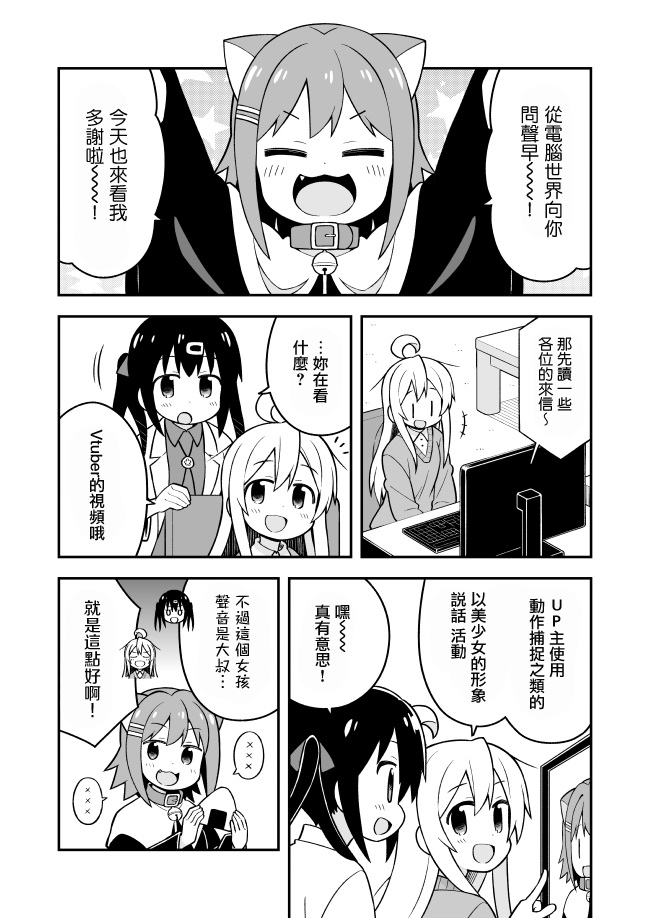 從電腦世界向你
問聲早~~~!
今天也來看我
多謝啦~~~!
那先讀一些
各位的來信~
…妳在看
什麼?
Vtuber的視頻哦
UP主使用
動作捕捉之類的
以美少女的形象
説話 活動
嘿~~~
真有意思!
不過這個女孩
聲音是大叔…
就是這點好啊!
×××
×××